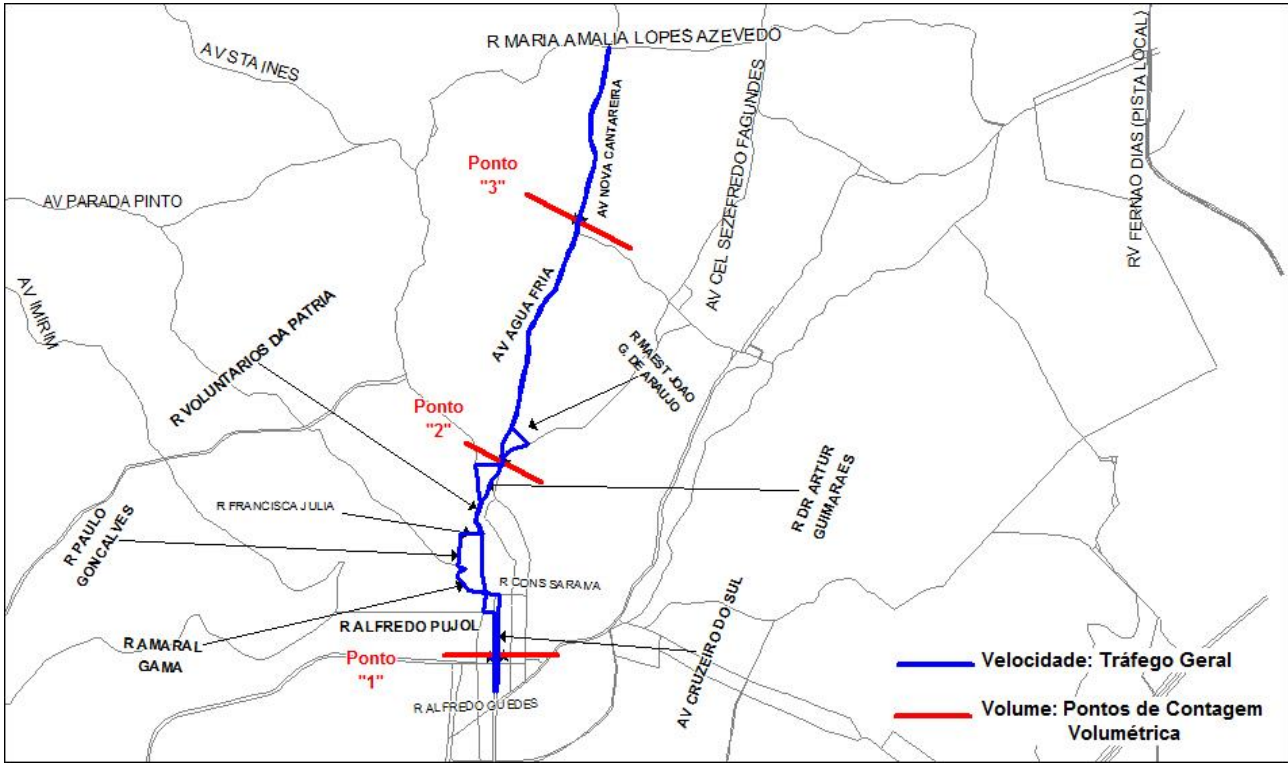 R MARIA AMALIA LOPES AZEVEDO
AV STA INES
AV NOVA CANTAREIRA
AV CEL SEZEFREDO FAGUNDES
RV FERNAO DIAS (PISTA LOCAL)
Ponto
"3"
AV PARADA PINTO
AV IMIRIM
R VOLUNTARIOS DA PATRIA
AV AGUA FRIA
R MAEST JOAO
G. DE ARAUJO
Ponto
"2"
R FRANCISCA JULIA
R DR ARTUR
GUIMARAES
R PAULO
GONCALVES
R CONS SARAIVA
R ALFREDO PUJOL
R AMARAL
GAMA
Ponto
"1"
AV CRUZEIRO DO SUL
R ALFREDO GUEDES
Velocidade: Tráfego Geral
Volume: Pontos de Contagem
Volumétrica